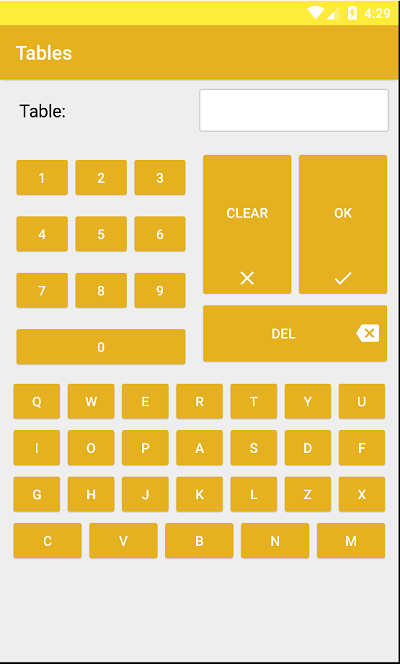 4:29
Tables
Table:
1 2 3
4 5 6
7 8 9
0
CLEAR OK
DEL
Q W E R T Y U
I O P A S D F
G H J K L Z X
C V B N M